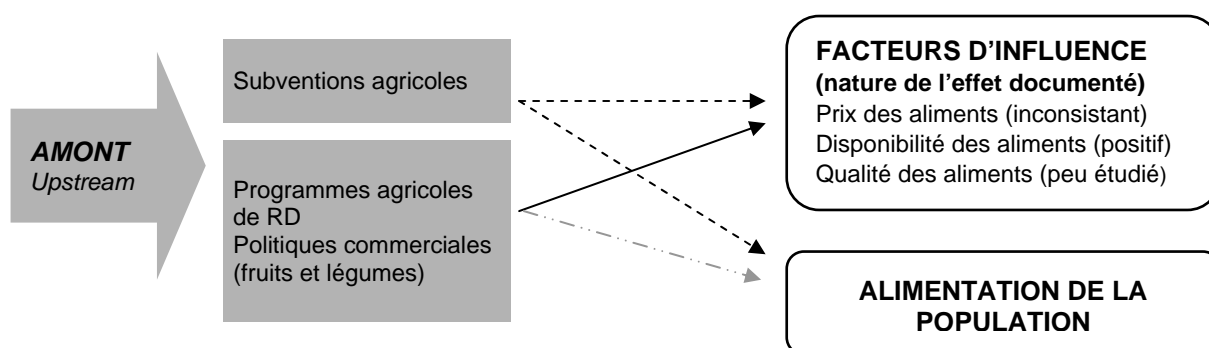 AMONT
Upstream
Subventions agricoles
Programmes agricoles
de RD
Politiques commerciales
(fruits et légumes)
FACTEURS D’INFLUENCE
(nature de l’effet documenté)
Prix des aliments (inconsistant)
Disponibilité des aliments (positif)
Qualité des aliments (peu étudié)
ALIMENTATION DE LA
POPULATION